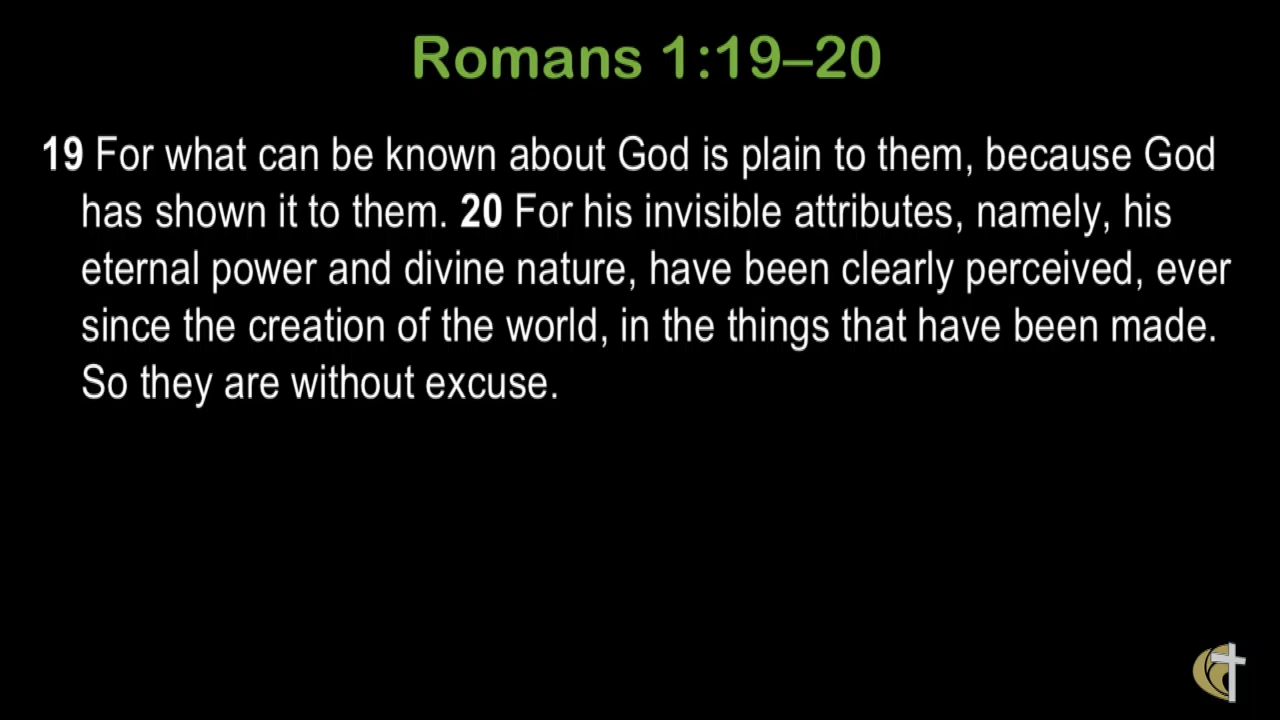 Romans 1:19–20
19 For what can be known about God is plain to them, because God
has shown it to them. 20 For his invisible attributes, namely, his
eternal power and divine nature, have been clearly perceived, ever
since the creation of the world, in the things that have been made.
So they are without excuse.